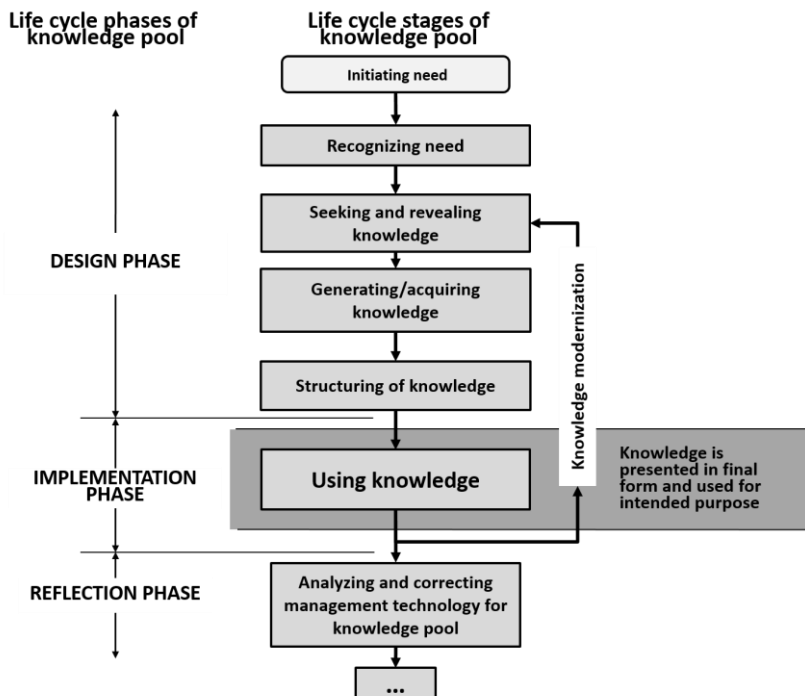 Life cycle phases of
knowledge pool
Life cycle stages of
knowledge pool
Initiating need
Recognizing need
Seeking and revealing
knowledge
DESIGN PHASE
Generating/acquiring
knowledge
Knowledge modernization
Structuring of knowledge
IMPLEMENTATION
PHASE
Using knowledge
Knowledge is
presented in final
form and used for
intended purpose
REFLECTION PHASE
Analyzing and correcting
management technology for
knowledge pool
...